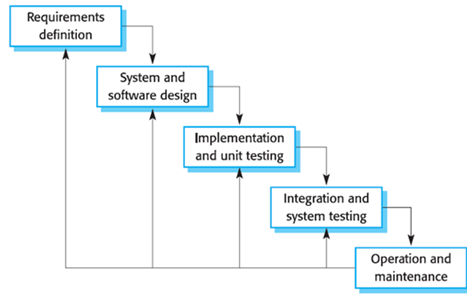 Requirements
definition
System and
software design
Implementation
and unit testing
Integration and
system testing
Operation and
maintenance